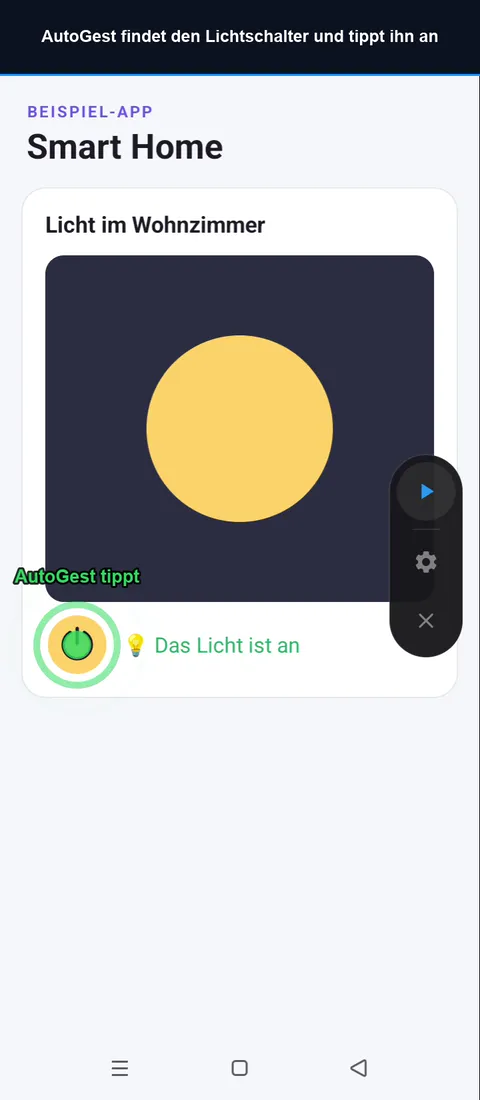 AutoGest findet den Lichtschalter und tippt ihn an
BEISPIEL-APP
Smart Home
Licht im Wohnzimmer
AutoGest tippt
💡 Das Licht ist an